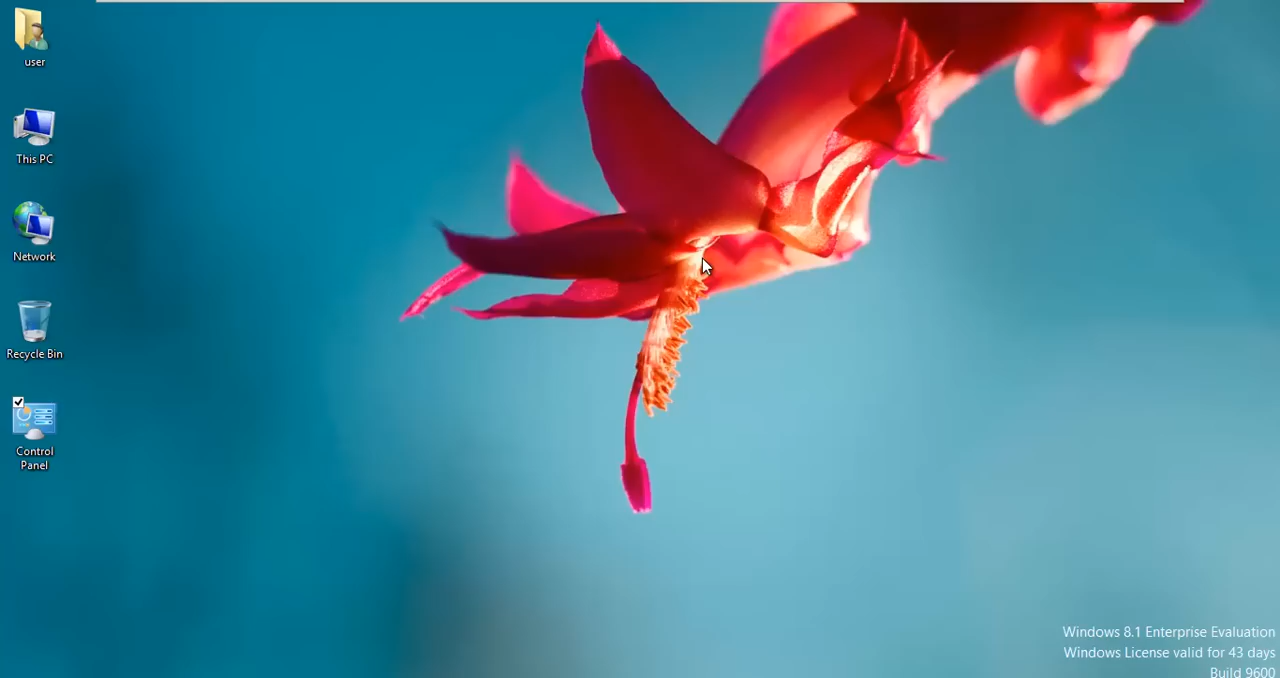 user
This PC
Network
Recycle Bin
Control
Panel
Windows 8.1 Enterprise Evaluation
Windows License valid for 43 days
Build 9600